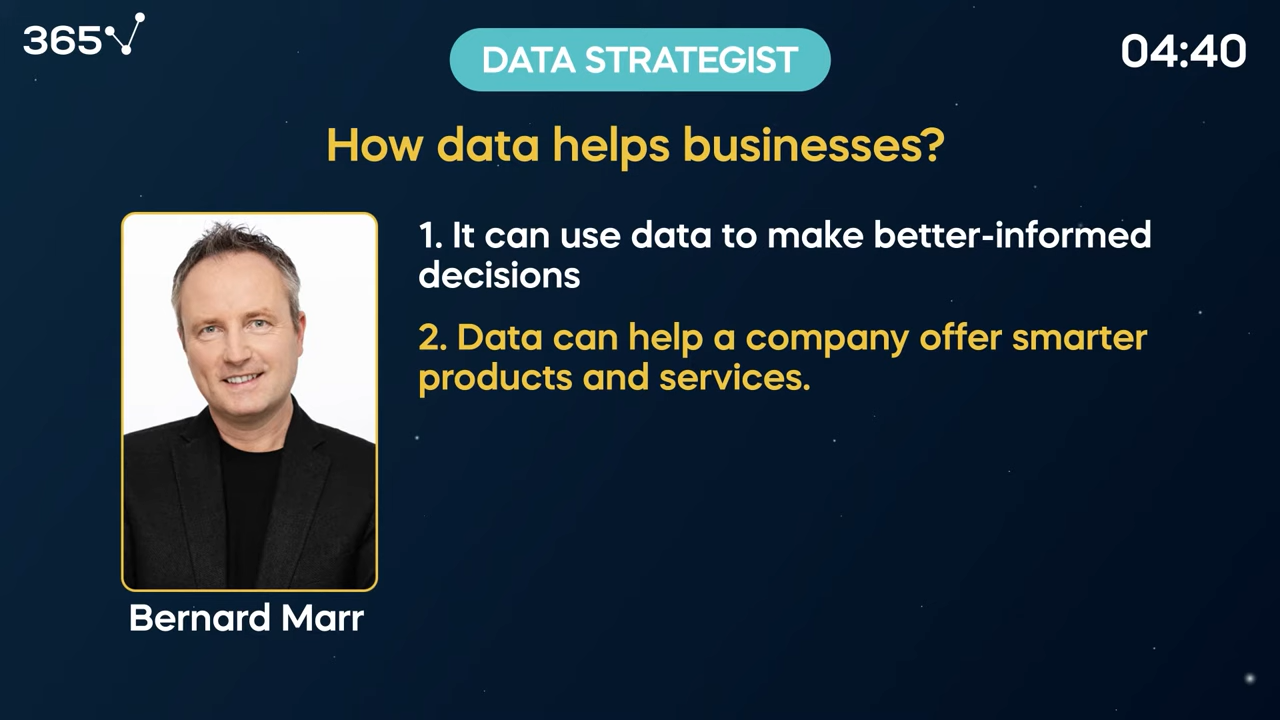 365
DATA STRATEGIST
04:40
How data helps businesses?
1. It can use data to make better-informed
decisions
2. Data can help a company offer smarter
products and services.
Bernard Marr